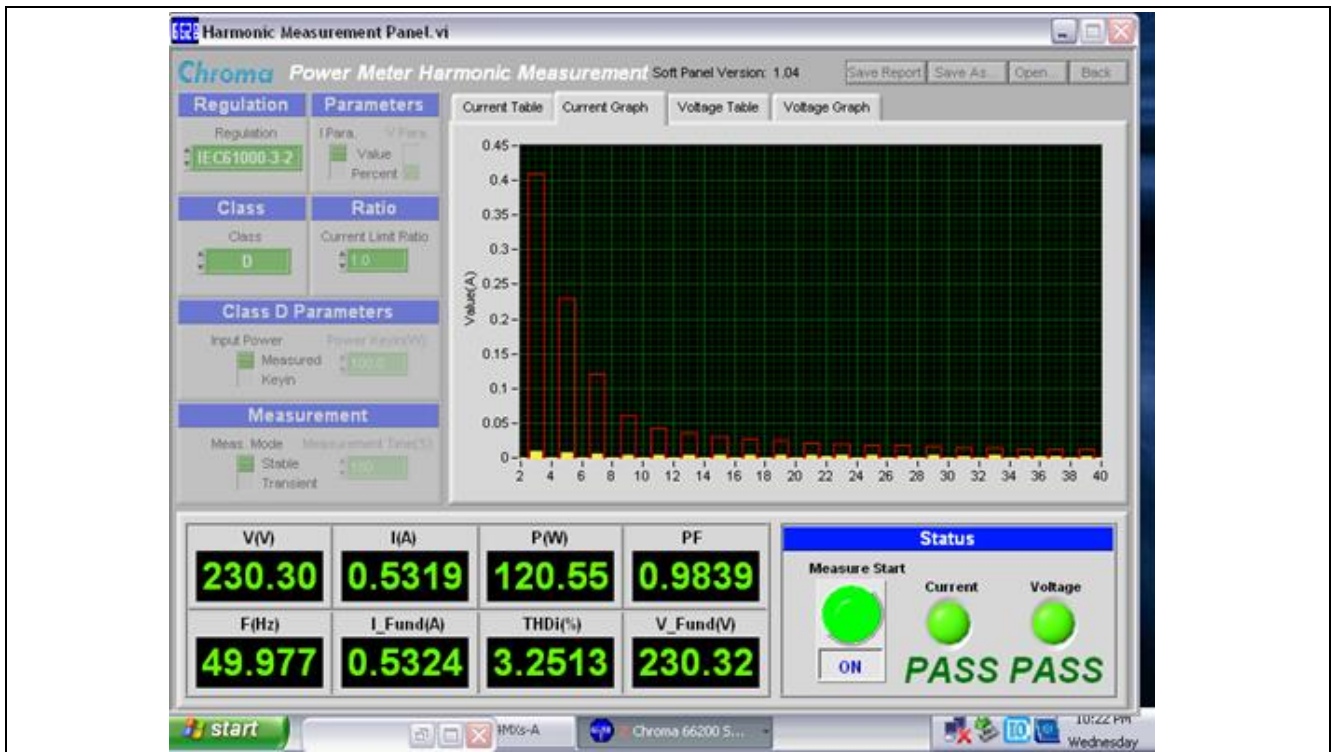 Harmonic Measurement Panel.vi
Chroma Power Meter Harmonic Measurement Soft Panel Version: 1.04 Save Report Save As... Open... Back
Regulation Parameters
Current Table Current Graph Voltage Table Voltage Graph
Regulation
I Para. V Para.
IEC61000-3-2
Value
Percent
Class Ratio
Class
Current Limit Ratio
D
1.0
Class D Parameters
Input Power
Measured
Keyin
100.0
Measurement
Meas. Mode Measurement Time(S)
Stable
Transient
Value(A)
0.45
0.4
0.35
0.3
0.25
0.2
0.15
0.1
0.05
0
2 4 6 8 10 12 14 16 18 20 22 24 26 28 30 32 34 36 38 40
V(V) I(A) P(W) PF
230.30 0.5319 120.55 0.9839
F(Hz) I_Fund(A) THDi(%) V_Fund(V)
49.977 0.5324 3.2513 230.32
Status
Measure Start
Current Voltage
ON
PASS PASS
start
Chroma 66200 S...
10:22 PM
Wednesday